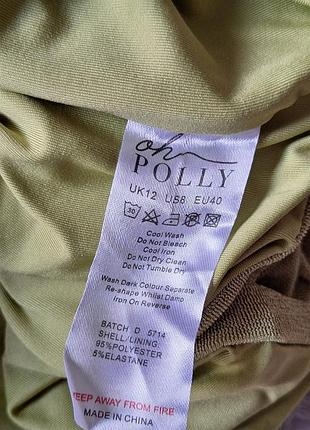 oh
POLLY
UK12 US8 EU40
30
Cool Wash
Do Not Bleach
Cool Iron
Do Not Dry Clean
Do Not Tumble Dry
Wash Dark Colour Separate
Re-shape Whilst Damp
Iron On Reverse
BATCH D 5714
SHELL/LINING:
95%POLYESTER
5%ELASTANE
KEEP AWAY FROM FIRE
MADE IN CHINA